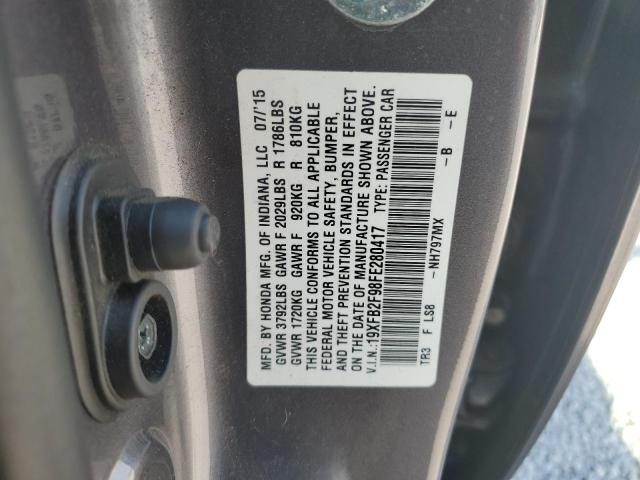 MFD. BY HONDA MFG. OF INDIANA, LLC 07/'15
GVWR 3792LBS GAWR F 2029LBS R 1786LBS
GVWR 1720KG GAWR F 920KG R 810KG
THIS VEHICLE CONFORMS TO ALL APPLICABLE
FEDERAL MOTOR VEHICLE SAFETY, BUMPER,
AND THEFT PREVENTION STANDARDS IN EFFECT
ON THE DATE OF MANUFACTURE SHOWN ABOVE.
V.I.N.:19XFB2F98FE280417 TYPE: PASSENGER CAR
TR3 F LS8 -NH797MX -B -E